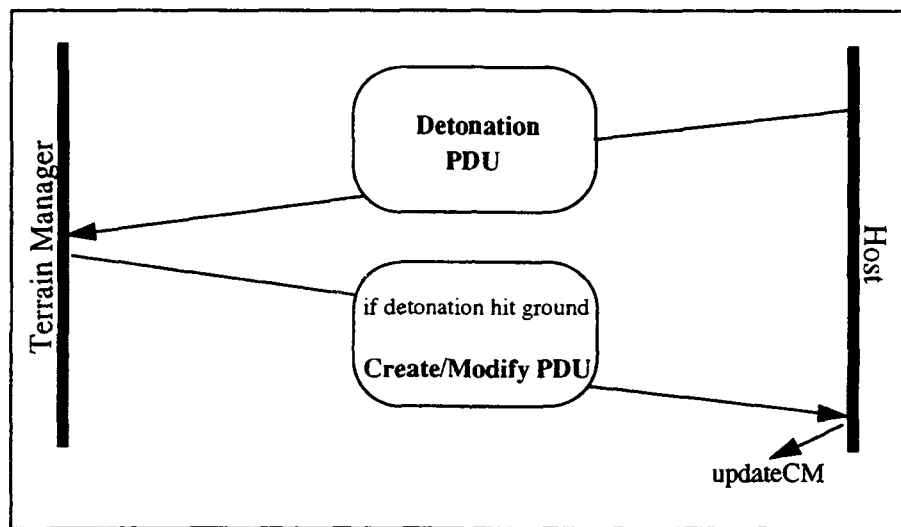 Detonation
PDU
Terrain Manager
Host
if detonation hit ground
Create/Modify PDU
updateCM